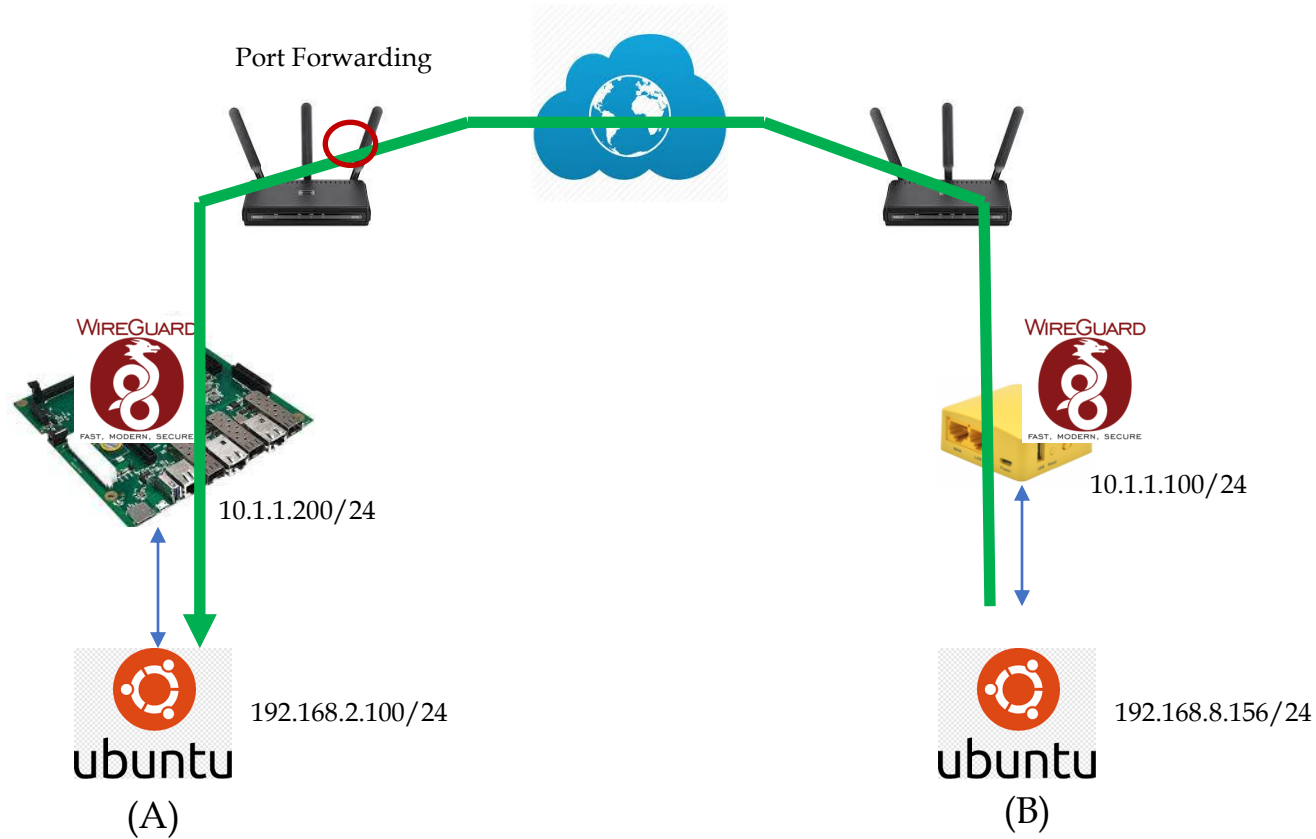 Port Forwarding
WIREGUARD
FAST, MODERN, SECURE
10.1.1.200/24
WIREGUARD
FAST, MODERN, SECURE
10.1.1.100/24
ubuntu
192.168.2.100/24
(A)
ubuntu
192.168.8.156/24
(B)